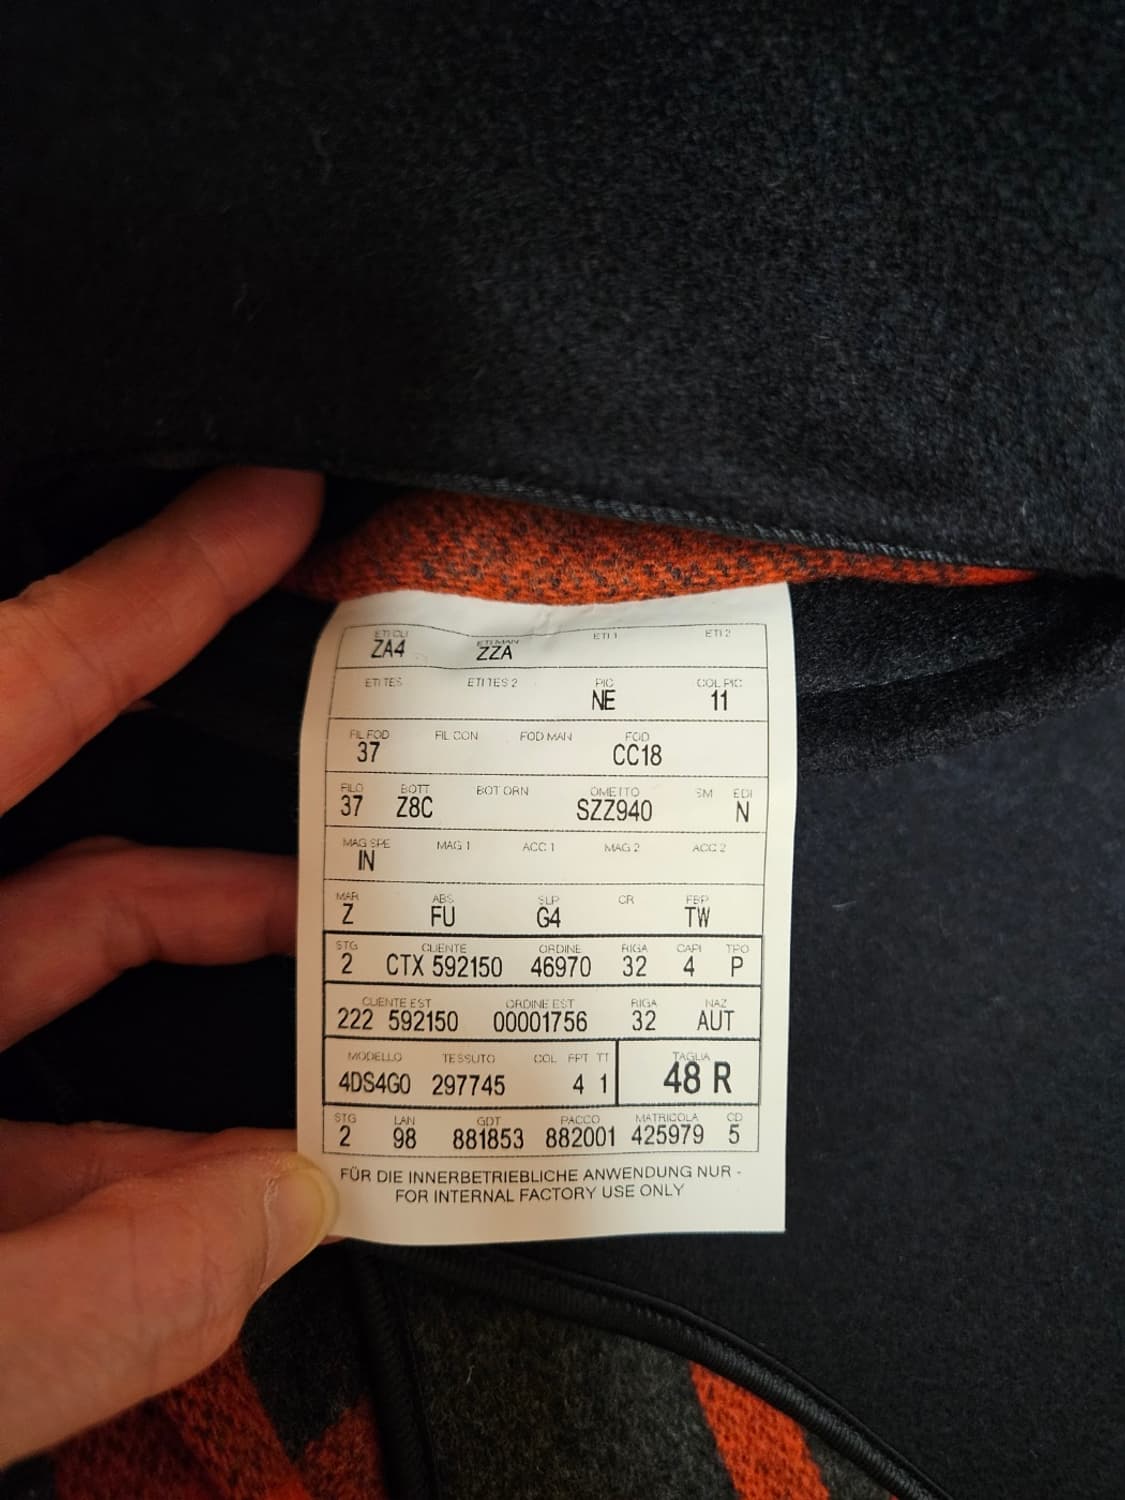 ETI CLI ETI MAN ETI 1 ETI 2
ZA4 ZZA
ETI TES ETI TES 2 PIC COL PIC
NE 11
FIL FOD FIL CON FOD MAN FOD
37 CC18
FILO BOTT BOT ORN OMETTO SM EDI
37 Z8C SZZ940 N
MAG SPE MAG 1 ACC 1 MAG 2 ACC 2
IN
MAR ABS SLP CR FBP
Z FU G4 TW
STG CLIENTE ORDINE RIGA CAPI TPO
2 CTX 592150 46970 32 4 P
CLIENTE EST ORDINE EST RIGA NAZ
222 592150 00001756 32 AUT
MODELLO TESSUTO COL FPT TT TAGLIA
4DS4G0 297745 4 1 48 R
STG LAN GDT PACCO MATRICOLA CD
2 98 881853 882001 425979 5
FÜR DIE INNERBETRIEBLICHE ANWENDUNG NUR -
FOR INTERNAL FACTORY USE ONLY